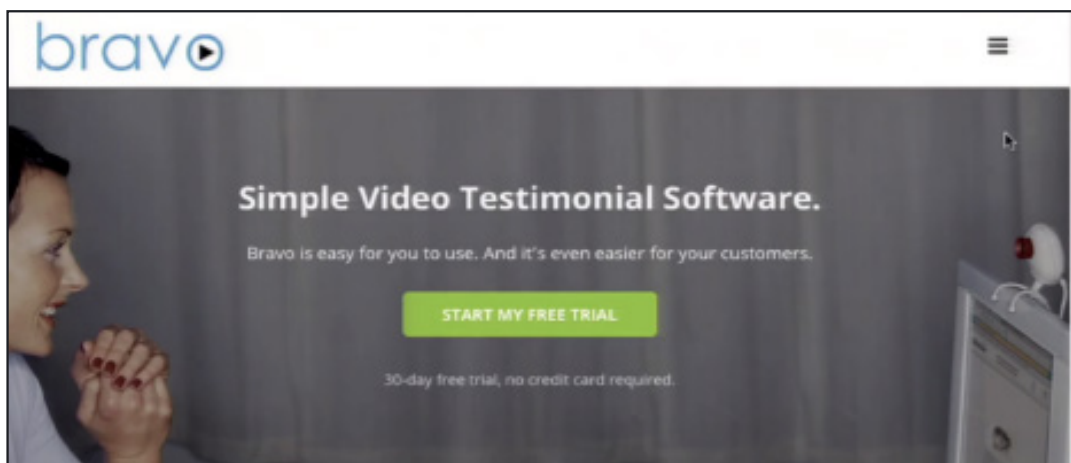 bravo
Simple Video Testimonial Software.
Bravo is easy for you to use. And it's even easier for your customers.
START MY FREE TRIAL
30-day free trial, no credit card required.